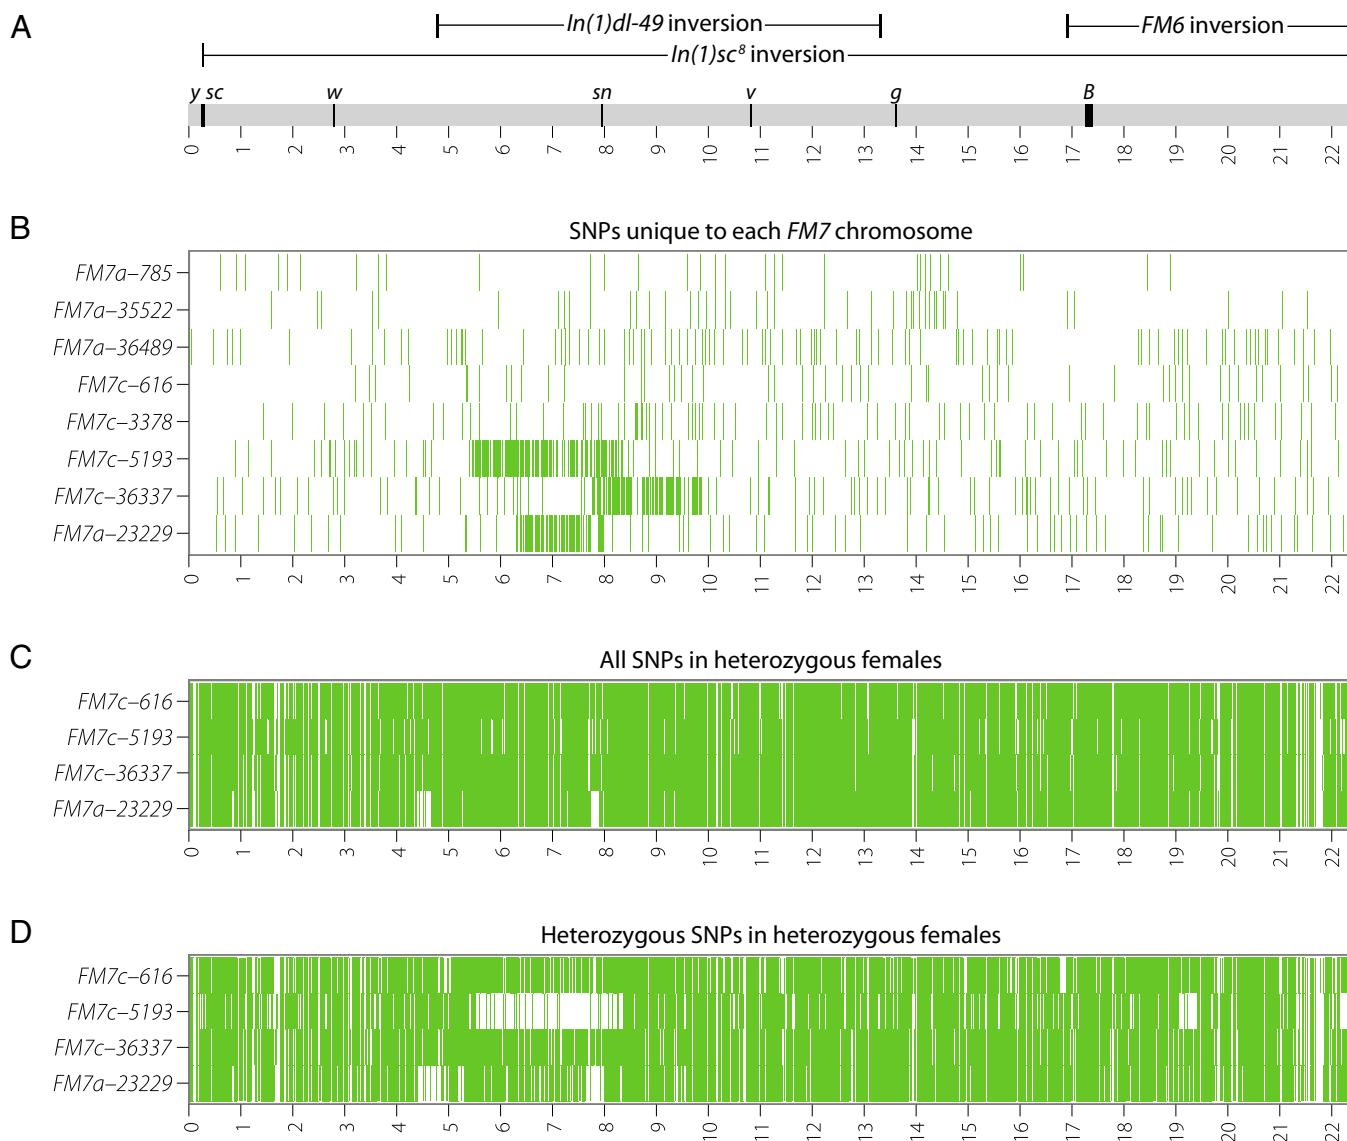 A
In(1)dl-49 inversion
FM6 inversion
In(1)sc⁸ inversion
y sc w sn v g B
0 1 2 3 4 5 6 7 8 9 10 11 12 13 14 15 16 17 18 19 20 21 22
B
SNPs unique to each FM7 chromosome
FM7a–785
FM7a–35522
FM7a–36489
FM7c–616
FM7c–3378
FM7c–5193
FM7c–36337
FM7a–23229
0 1 2 3 4 5 6 7 8 9 10 11 12 13 14 15 16 17 18 19 20 21 22
C
All SNPs in heterozygous females
FM7c–616
FM7c–5193
FM7c–36337
FM7a–23229
0 1 2 3 4 5 6 7 8 9 10 11 12 13 14 15 16 17 18 19 20 21 22
D
Heterozygous SNPs in heterozygous females
FM7c–616
FM7c–5193
FM7c–36337
FM7a–23229
0 1 2 3 4 5 6 7 8 9 10 11 12 13 14 15 16 17 18 19 20 21 22